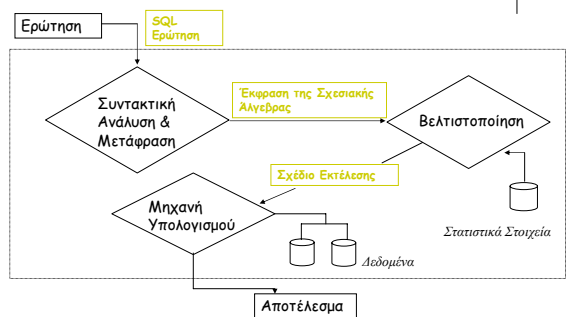 Ερώτηση
SQL
Ερώτηση
Συντακτική
Ανάλυση &
Μετάφραση
Έκφραση της Σχεσιακής
Άλγεβρας
Βελτιστοποίηση
Σχέδιο Εκτέλεσης
Μηχανή
Υπολογισμού
Στατιστικά Στοιχεία
Δεδομένα
Αποτέλεσμα